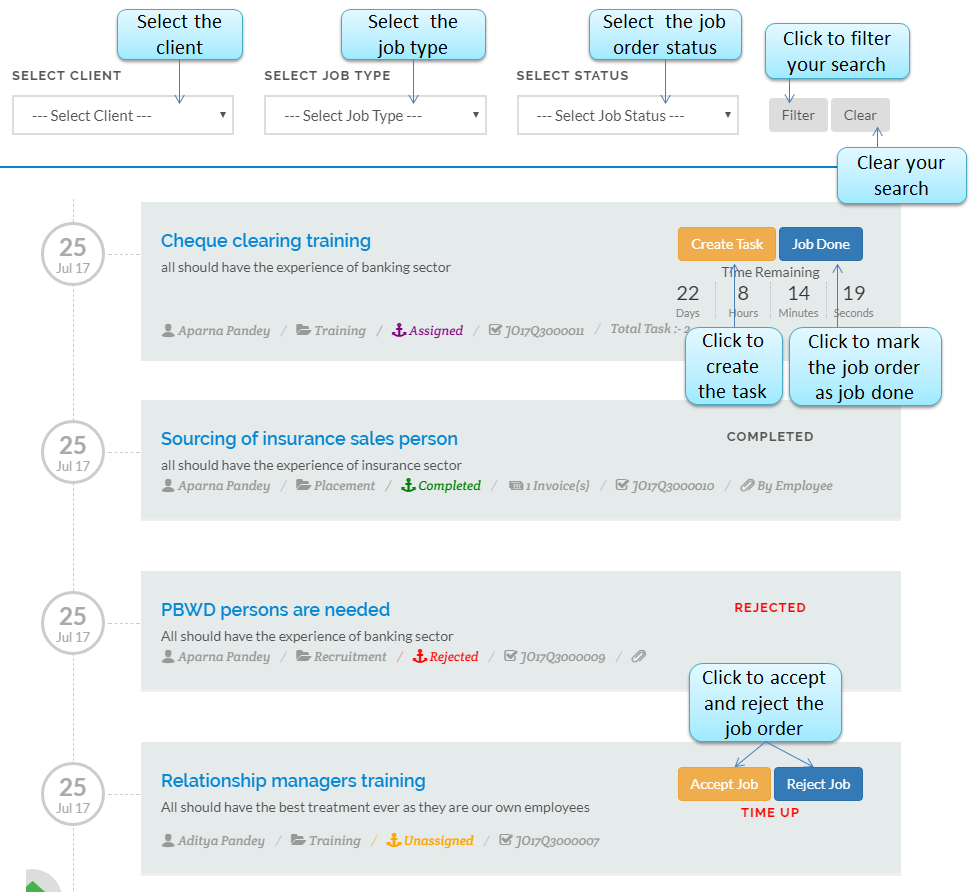 Select the
client
Select the
job type
Select the job
order status
Click to filter
your search
SELECT CLIENT
SELECT JOB TYPE
SELECT STATUS
--- Select Client ---
--- Select Job Type ---
--- Select Job Status ---
Filter
Clear
Clear your
search
25
Jul 17
Cheque clearing training
all should have the experience of banking sector
Create Task
Job Done
Time Remaining
22
8
14
19
Days
Hours
Minutes
Seconds
Aparna Pandey / Training / Assigned / JO17Q3000011 / Total Task :- 2
Click to
create
the task
Click to mark
the job order
as job done
25
Jul 17
Sourcing of insurance sales person
COMPLETED
all should have the experience of insurance sector
Aparna Pandey / Placement / Completed / 1 Invoice(s) / JO17Q3000010 / By Employee
25
Jul 17
PBWD persons are needed
REJECTED
All should have the experience of banking sector
Aparna Pandey / Recruitment / Rejected / JO17Q3000009 /
Click to accept
and reject the
job order
25
Jul 17
Relationship managers training
Accept Job
Reject Job
All should have the best treatment ever as they are our own employees
TIME UP
Aditya Pandey / Training / Unassigned / JO17Q3000007